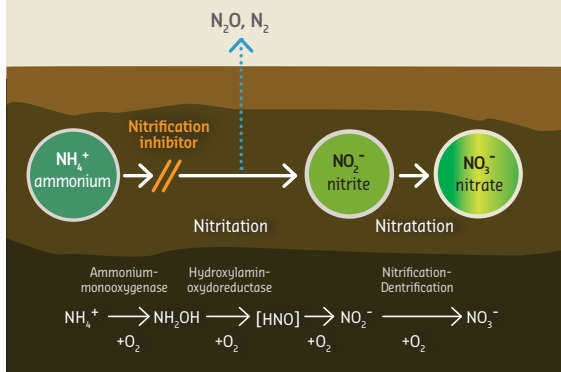 N₂O, N₂
Nitrification
inhibitor
NH₄⁺
ammonium
NO₂⁻
nitrite
NO₃⁻
nitrate
Nitritation
Nitratation
Ammonium-
monooxygenase
Hydroxylamin-
oxydoreductase
Nitrification-
Dentrification
NH₄⁺ → NH₂OH → [HNO] → NO₂⁻ → NO₃⁻
+O₂ +O₂ +O₂ +O₂